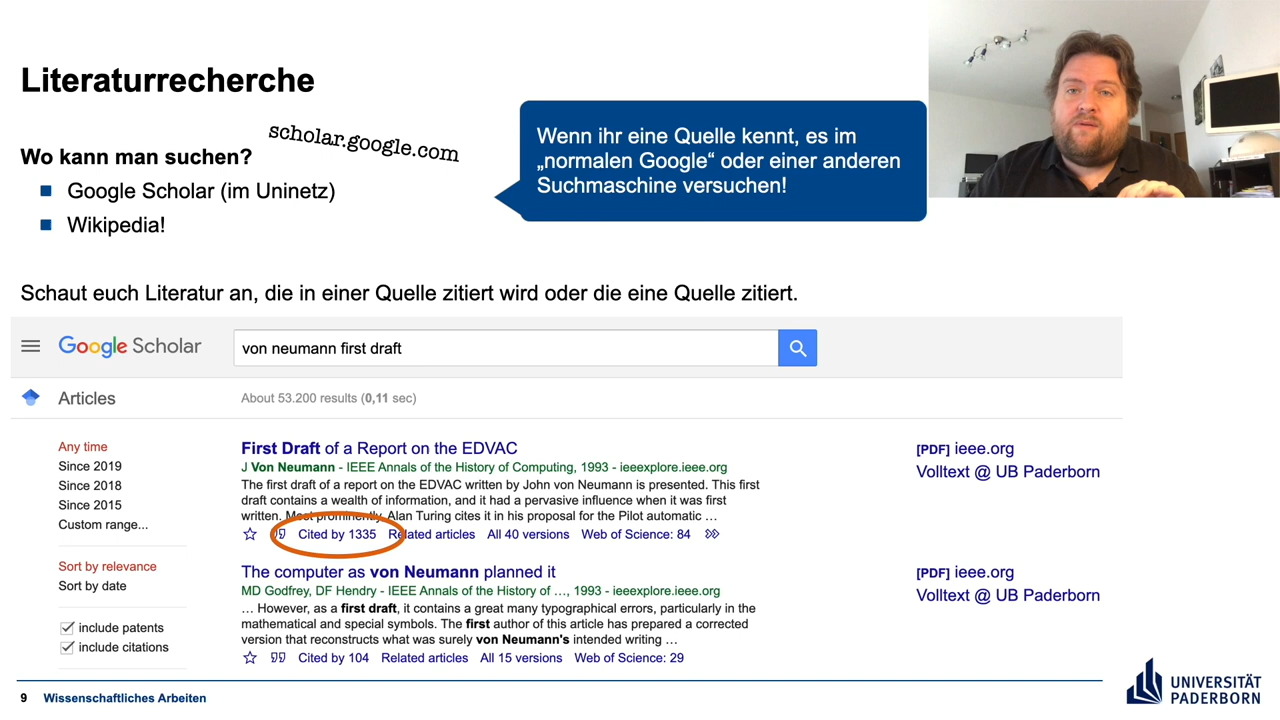 Literaturrecherche
scholar.google.com
Wo kann man suchen?
Google Scholar (im Uninetz)
Wikipedia!
Wenn ihr eine Quelle kennt, es im
„normalen Google“ oder einer anderen
Suchmaschine versuchen!
Schaut euch Literatur an, die in einer Quelle zitiert wird oder die eine Quelle zitiert.
Google Scholar
von neumann first draft
Articles
About 53.200 results (0,11 sec)
Any time
Since 2019
Since 2018
Since 2015
Custom range...
Sort by relevance
Sort by date
include patents
include citations
First Draft of a Report on the EDVAC
J Von Neumann - IEEE Annals of the History of Computing, 1993 - ieeexplore.ieee.org
The first draft of a report on the EDVAC written by John von Neumann is presented. This first
draft contains a wealth of information, and it had a pervasive influence when it was first
written. Most prominently, Alan Turing cites it in his proposal for the Pilot automatic …
Cited by 1335 Related articles All 40 versions Web of Science: 84
[PDF] ieee.org
Volltext @ UB Paderborn
The computer as von Neumann planned it
MD Godfrey, DF Hendry - IEEE Annals of the History of …, 1993 - ieeexplore.ieee.org
… However, as a first draft, it contains a great many typographical errors, particularly in the
mathematical and special symbols. The first author of this article has prepared a corrected
version that reconstructs what was surely von Neumann's intended writing …
Cited by 104 Related articles All 15 versions Web of Science: 29
[PDF] ieee.org
Volltext @ UB Paderborn
9 Wissenschaftliches Arbeiten
UNIVERSITÄT
PADERBORN